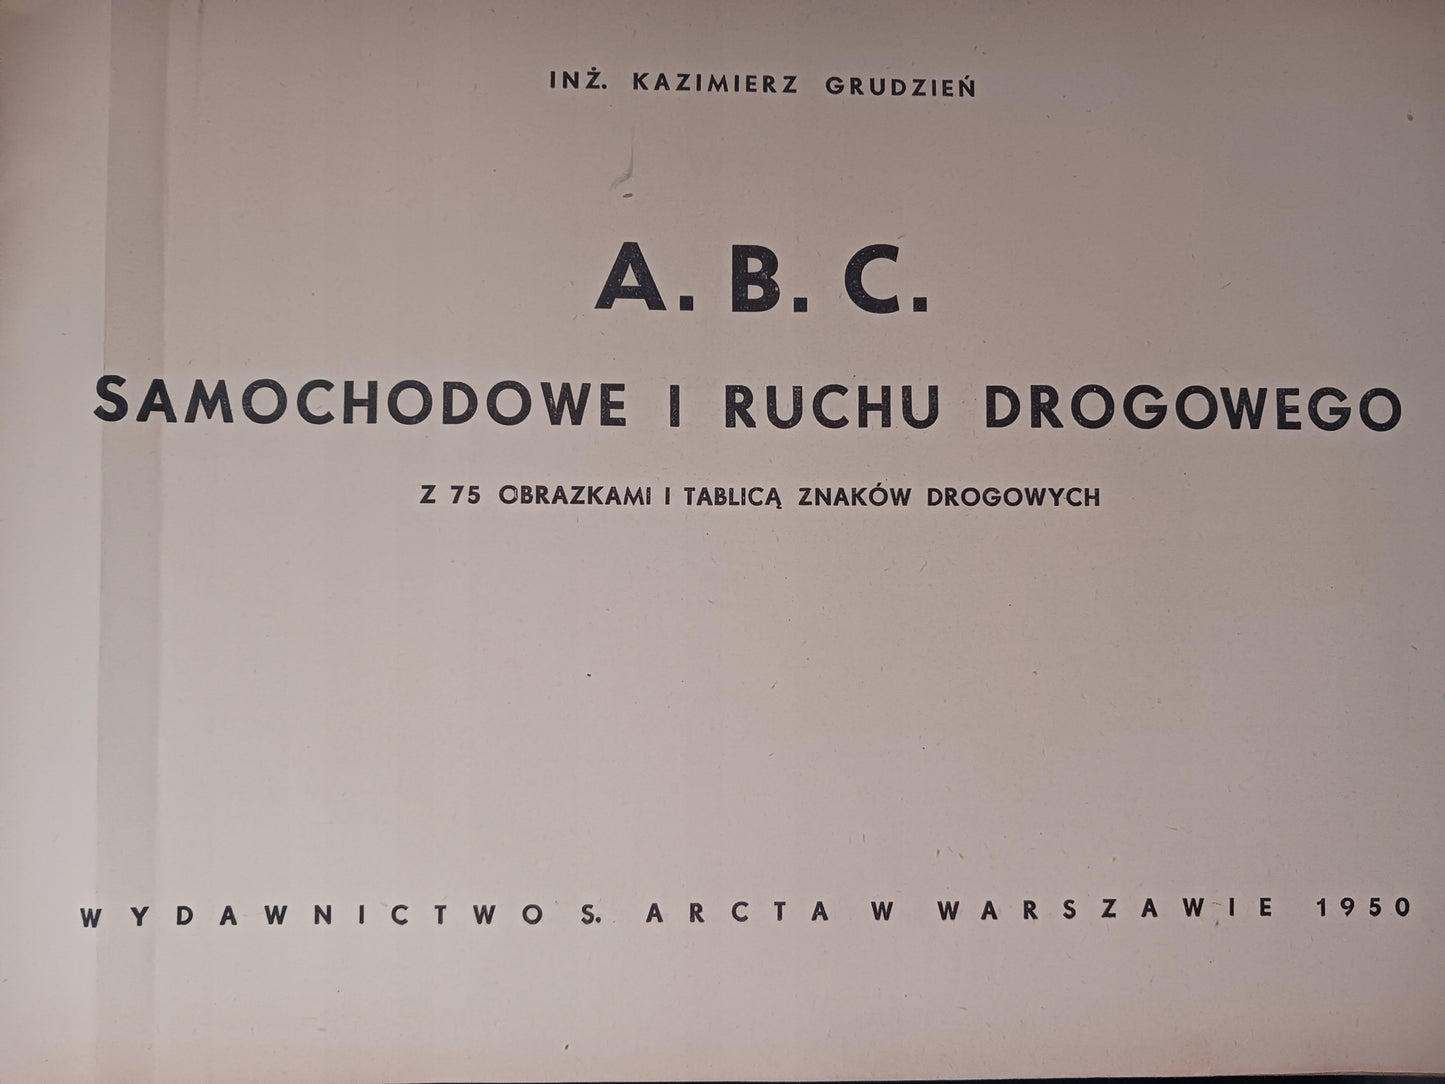 INŻ. KAZIMIERZ GRUDZIEŃ
A. B. C.
SAMOCHODOWE I RUCHU DROGOWEGO
Z 75 OBRAZKAMI I TABLICĄ ZNAKÓW DROGOWYCH
WYDAWNICTWO S. ARCTA W WARSZAWIE 1950